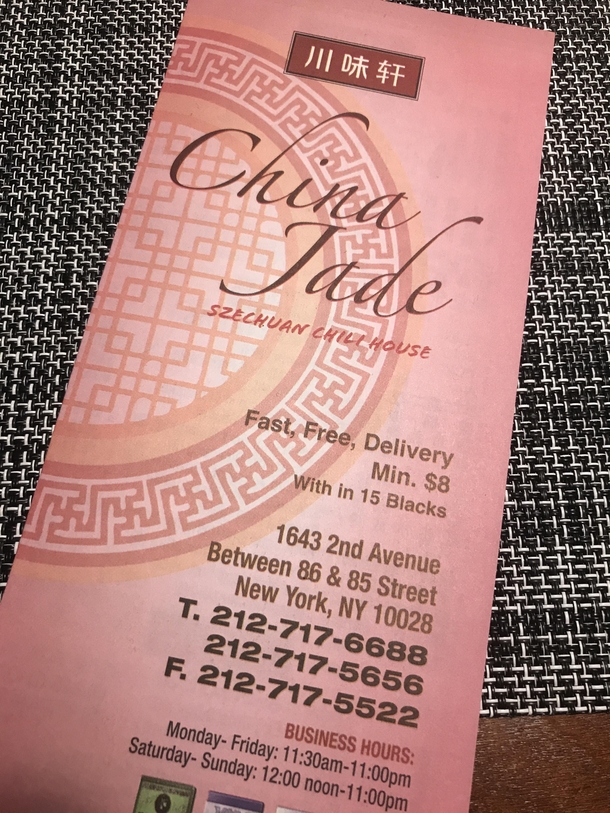 川味轩
China
Jade
SZECHUAN CHILI HOUSE
Fast, Free, Delivery
Min. $8
With in 15 Blacks
1643 2nd Avenue
Between 86 & 85 Street
New York, NY 10028
T. 212-717-6688
212-717-5656
F. 212-717-5522
BUSINESS HOURS:
Monday- Friday: 11:30am-11:00pm
Saturday- Sunday: 12:00 noon-11:00pm